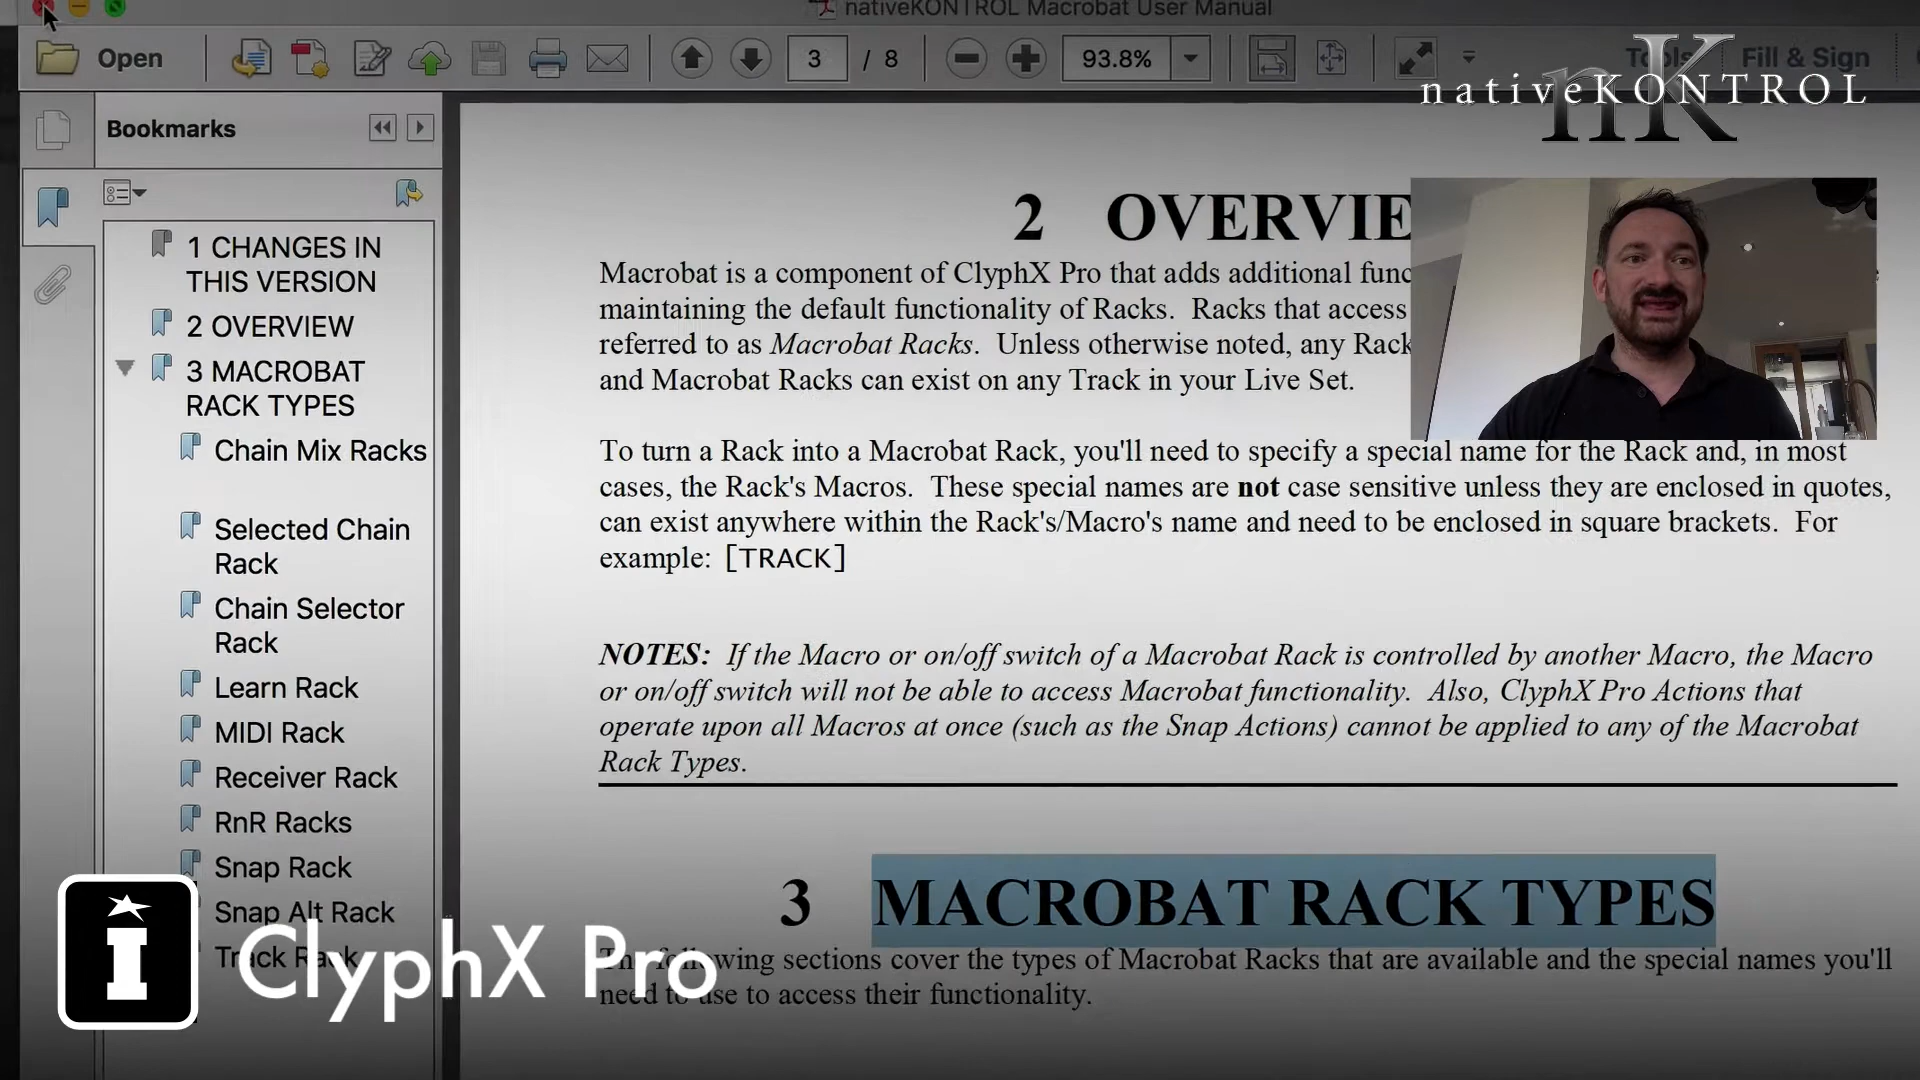 nativeKONTROL Macrobat User Manual
Open
3 / 8
93.8%
Tools
Fill & Sign
nK
nativeKONTROL
Bookmarks
1 CHANGES IN
THIS VERSION
2 OVERVIEW
3 MACROBAT
RACK TYPES
Chain Mix Racks
Selected Chain
Rack
Chain Selector
Rack
Learn Rack
MIDI Rack
Receiver Rack
RnR Racks
Snap Rack
Snap Alt Rack
Track Rack
2 OVERVIE
Macrobat is a component of ClyphX Pro that adds additional func
maintaining the default functionality of Racks. Racks that access
referred to as Macrobat Racks. Unless otherwise noted, any Rack
and Macrobat Racks can exist on any Track in your Live Set.
To turn a Rack into a Macrobat Rack, you'll need to specify a special name for the Rack and, in most
cases, the Rack's Macros. These special names are not case sensitive unless they are enclosed in quotes,
can exist anywhere within the Rack's/Macro's name and need to be enclosed in square brackets. For
example: [TRACK]
NOTES: If the Macro or on/off switch of a Macrobat Rack is controlled by another Macro, the Macro
or on/off switch will not be able to access Macrobat functionality. Also, ClyphX Pro Actions that
operate upon all Macros at once (such as the Snap Actions) cannot be applied to any of the Macrobat
Rack Types.
3 MACROBAT RACK TYPES
The following sections cover the types of Macrobat Racks that are available and the special names you'll
need to use to access their functionality.
I
ClyphX Pro